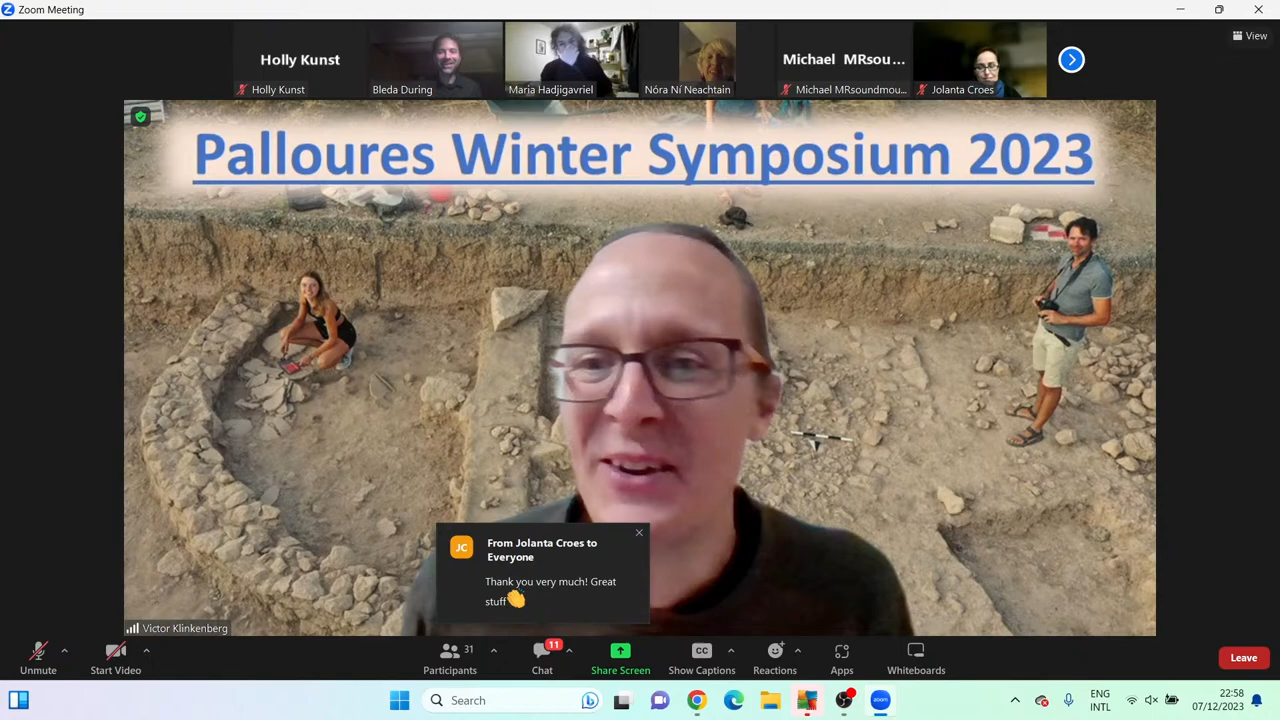 Zoom Meeting
View
Holly Kunst
Michael MRsou...
Holly Kunst
Bleda During
Maria Hadjigavriel
Nóra Ní Neachtain
Michael MRsoundmou...
Jolanta Croes
Palloures Winter Symposium 2023
JC
From Jolanta Croes to
Everyone
Thank you very much! Great
stuff👏
Victor Klinkenberg
31
11
CC
Unmute
Start Video
Participants
Chat
Share Screen
Show Captions
Reactions
Apps
Whiteboards
Leave
Search
zoom
ENG
INTL
22:58
07/12/2023